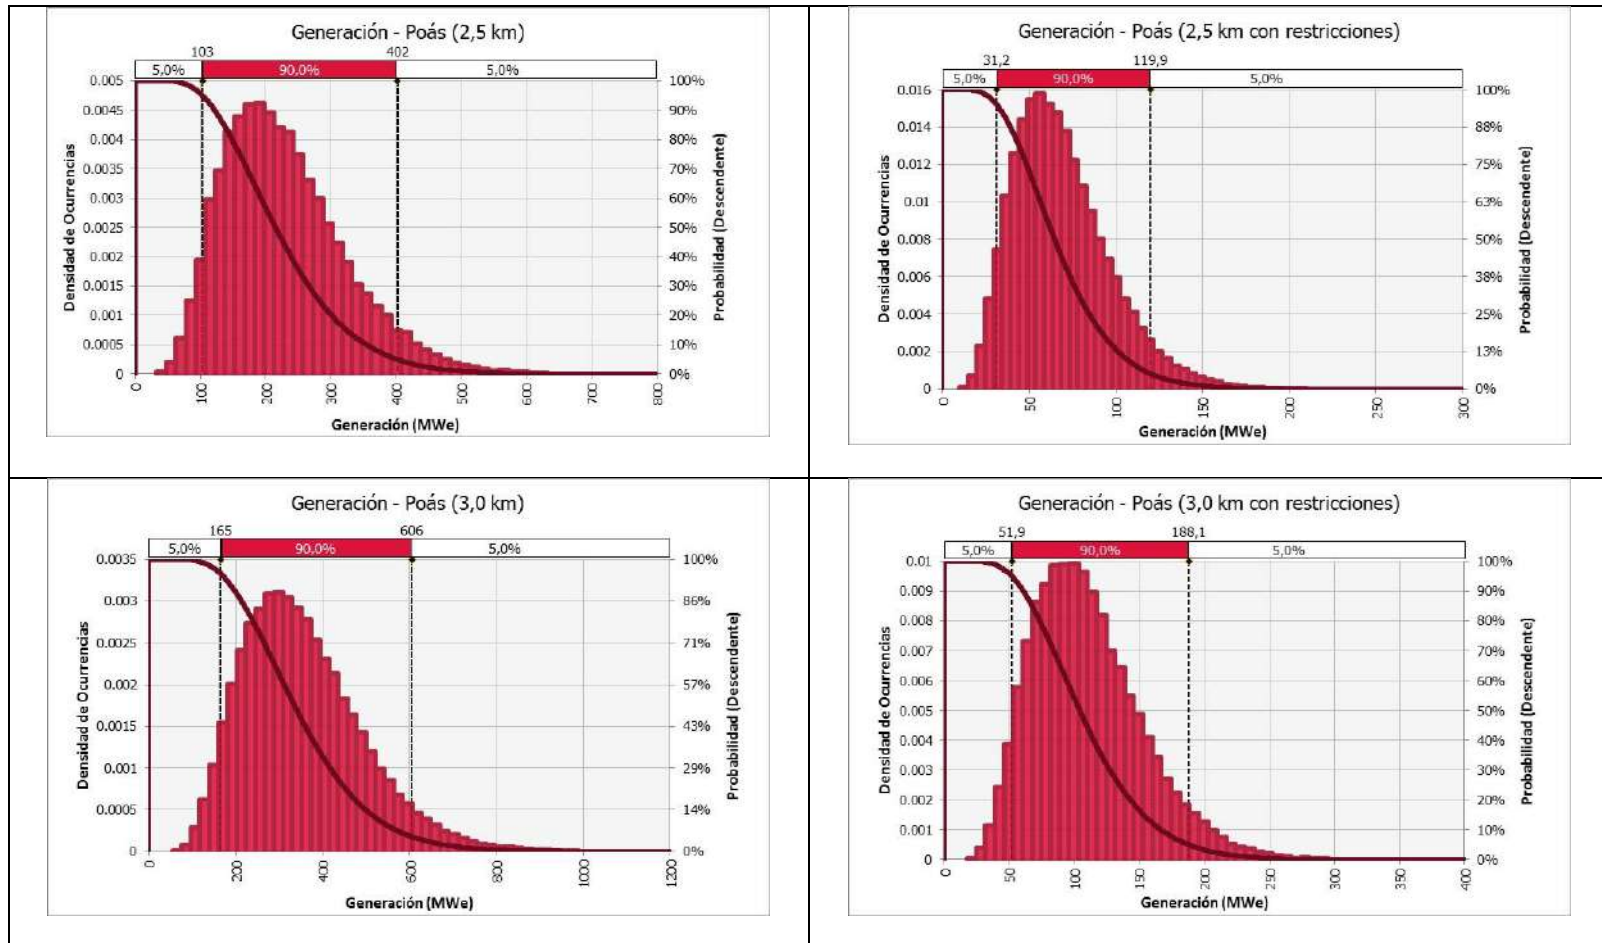 Generación - Poás (2,5 km)
103 402
5,0% 90,0% 5,0%
0.005 100%
0.0045 90%
0.004 80%
0.0035 70%
0.003 60%
0.0025 50%
0.002 40%
0.0015 30%
0.001 20%
0.0005 10%
0 0%
Densidad de Ocurrencias
Probabilidad (Descendente)
0 100 200 300 400 500 600 700 800
Generación (MWe)
Generación - Poás (2,5 km con restricciones)
31,2 119,9
5,0% 90,0% 5,0%
0.016 100%
0.014 88%
0.012 75%
0.01 63%
0.008 50%
0.006 38%
0.004 25%
0.002 13%
0 0%
Densidad de Ocurrencias
Probabilidad (Descendente)
0 50 100 150 200 250 300
Generación (MWe)
Generación - Poás (3,0 km)
165 606
5,0% 90,0% 5,0%
0.0035 100%
0.003 86%
0.0025 71%
0.002 57%
0.0015 43%
0.001 29%
0.0005 14%
0 0%
Densidad de Ocurrencias
Probabilidad (Descendente)
0 200 400 600 800 1000 1200
Generación (MWe)
Generación - Poás (3,0 km con restricciones)
51,9 188,1
5,0% 90,0% 5,0%
0.01 100%
0.009 90%
0.008 80%
0.007 70%
0.006 60%
0.005 50%
0.004 40%
0.003 30%
0.002 20%
0.001 10%
0 0%
Densidad de Ocurrencias
Probabilidad (Descendente)
0 50 100 150 200 250 300 350 400
Generación (MWe)